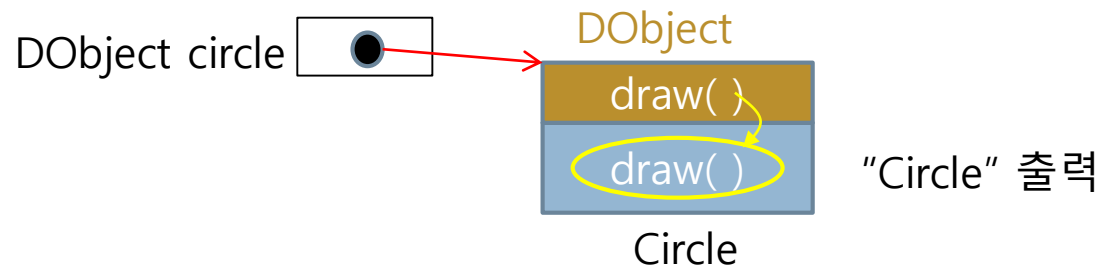 DObject circle
DObject
draw( )
draw( )
"Circle" 출력
Circle